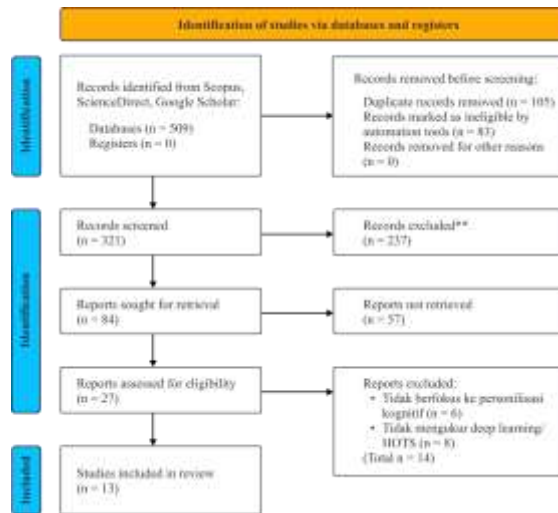 Identification of studies via databases and registers
Identification
Records identified from Scopus,
ScienceDirect, Google Scholar:
Databases (n = 509)
Registers (n = 0)
Records removed before screening:
Duplicate records removed (n = 105)
Records marked as ineligible by
automation tools (n = 83)
Records removed for other reasons
(n = 0)
Identification
Records screened
(n = 321)
Records excluded**
(n = 237)
Reports sought for retrieval
(n = 84)
Reports not retrieved
(n = 57)
Reports assessed for eligibility
(n = 27)
Reports excluded:
• Tidak berfokus ke personilisasi
kognitif (n = 6)
• Tidak mengukur deep learning/
HOTS (n = 8)
(Total n = 14)
Included
Studies included in review
(n = 13)